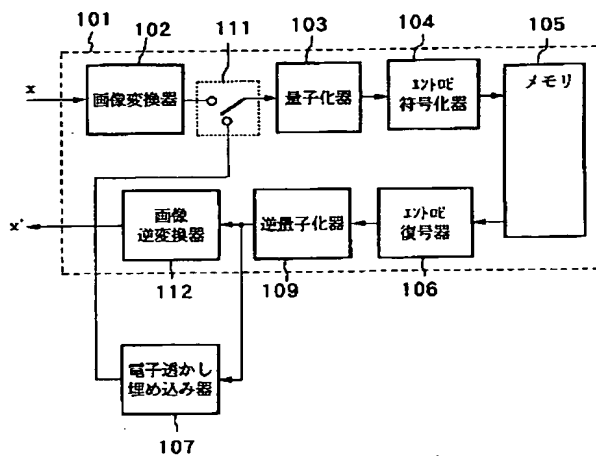 101
102
111
103
104
105
x
画像変換器
量子化器
エントロピ
符号化器
メモリ
x'
画像
逆変換器
逆量子化器
エントロピ
復号器
112
109
106
電子透かし
埋め込み器
107